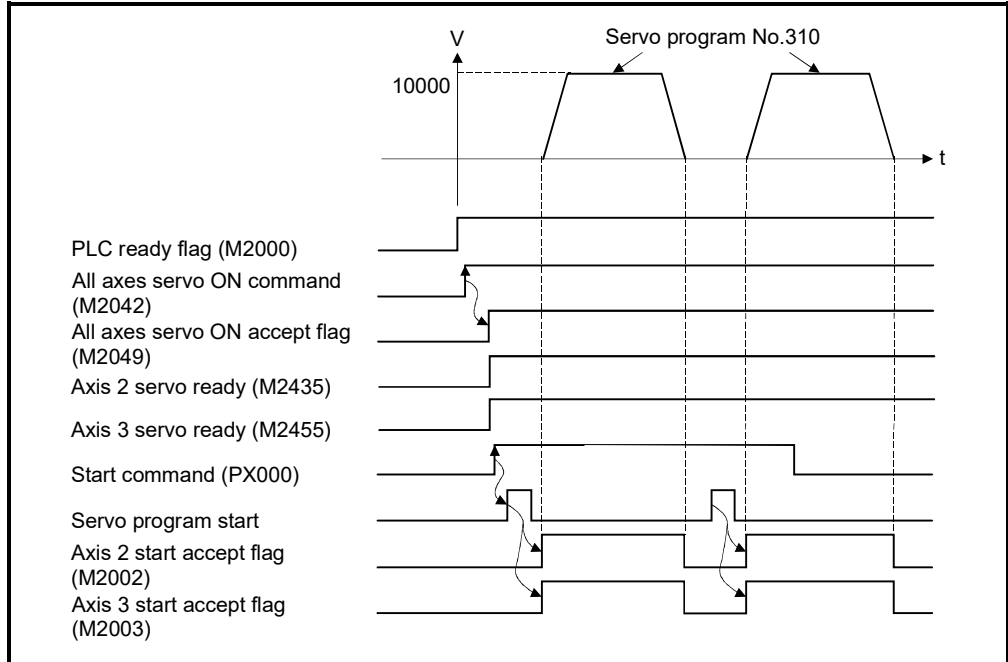 V
Servo program No.310
10000
t
PLC ready flag (M2000)
All axes servo ON command
(M2042)
All axes servo ON accept flag
(M2049)
Axis 2 servo ready (M2435)
Axis 3 servo ready (M2455)
Start command (PX000)
Servo program start
Axis 2 start accept flag
(M2002)
Axis 3 start accept flag
(M2003)